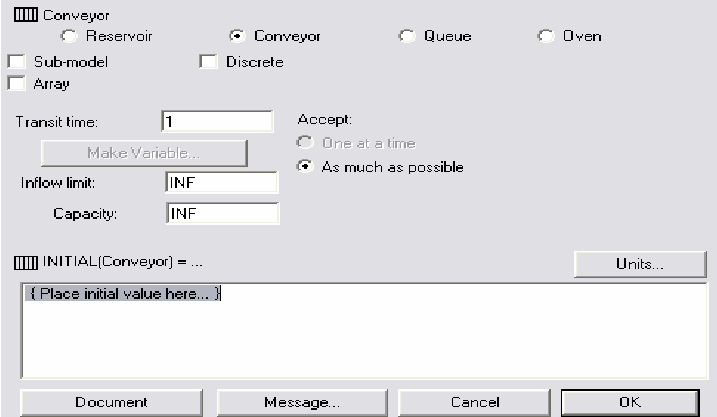 Conveyor
Reservoir Conveyor Queue Oven
Sub-model Discrete
Array
Transit time: 1 Accept:
One at a time
Make Variable...
As much as possible
Inflow limit: INF
Capacity: INF
INITIAL(Conveyor) = ...
Units...
{ Place initial value here... }
Document Message... Cancel OK